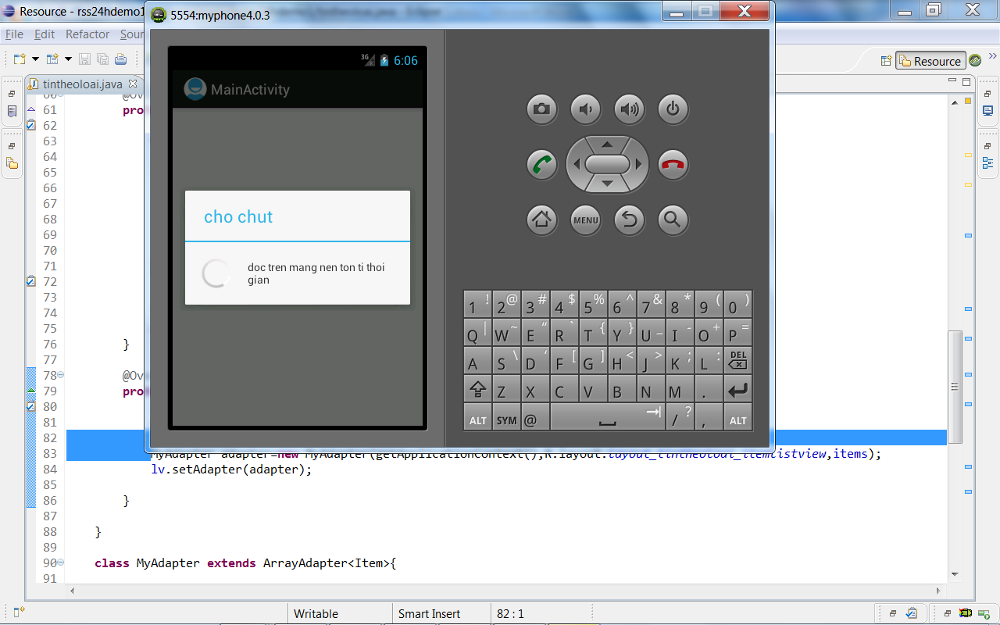 Resource - rss24hdemo1
5554:myphone4.0.3
File Edit Refactor Sour
Resource
tintheoloai.java
3G 6:06
MainActivity
cho chut
doc tren mang nen ton ti thoi
gian
MENU
1 ! 2 @ 3 # 4 $ 5 % 6 ^ 7 & 8 * 9 ( 0 )
Q | W ~ E “ R ` T { Y } U _ I - O + P =
A S \ D ' F [ G ] H < J > K ; L : DEL
Z X C V B N M .
ALT SYM @ / ? , ALT
60 @Ov
61 pro
62
63
64
65
66
67
68
69
70
71
72
73
74
75
76 }
77
78 @Ov
79 pro
80
81
82
83 MyAdapter adapter=new MyAdapter(getApplicationContext(),R.layout.layout_tintheoloai_itemlistview,items);
84 lv.setAdapter(adapter);
85
86 }
87
88 }
89
90 class MyAdapter extends ArrayAdapter<Item>{
91
Writable Smart Insert 82 : 1